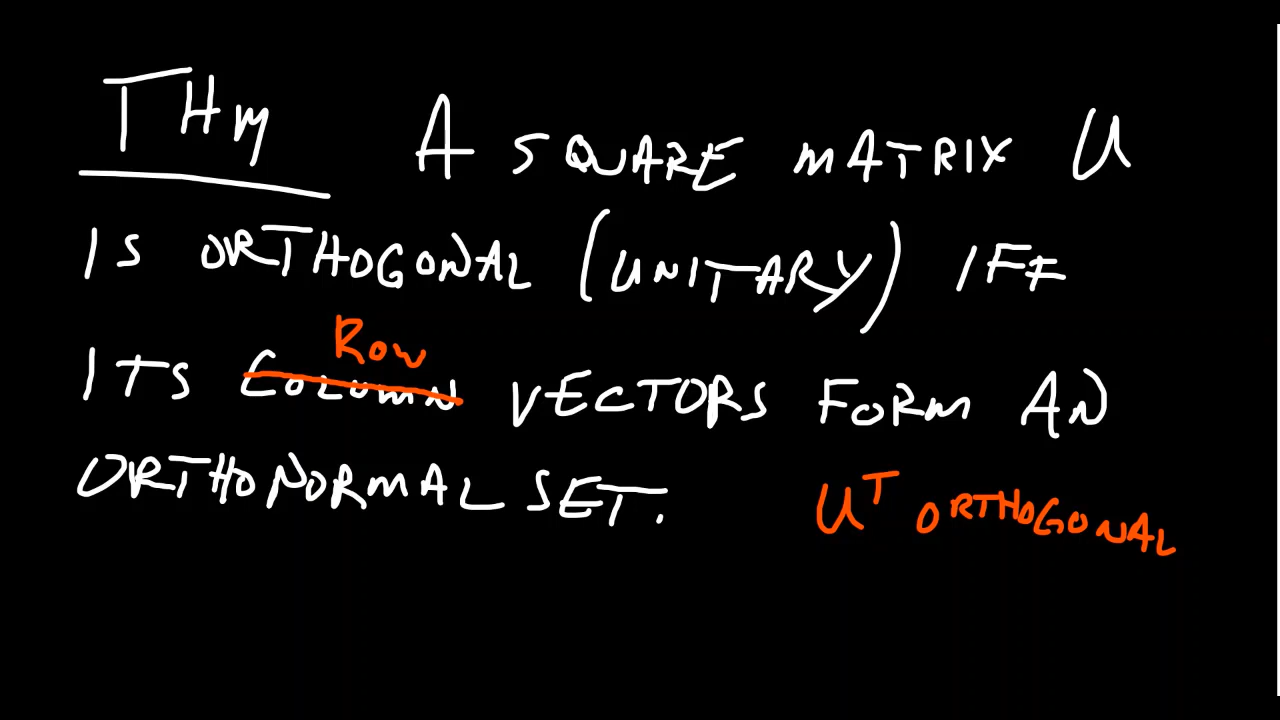 THM A SQUARE MATRIX U
IS ORTHOGONAL (UNITARY) IFF
ROW
ITS COLUMN VECTORS FORM AN
ORTHONORMAL SET.
U^T ORTHOGONAL